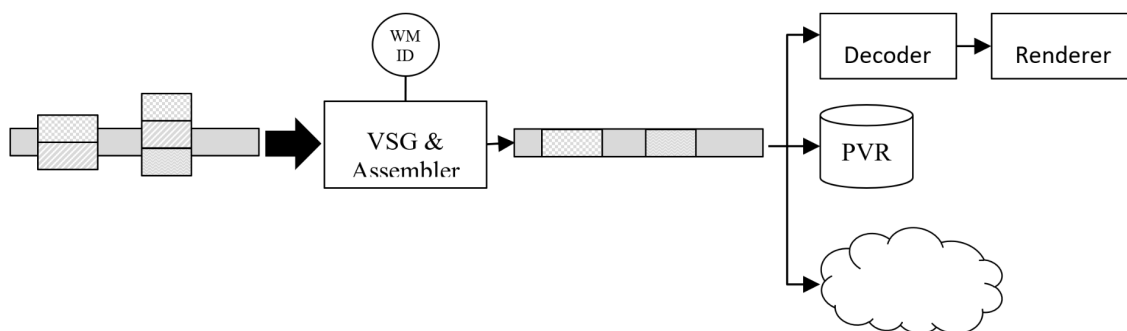 WM
ID
VSG &
Assembler
Decoder
Renderer
PVR